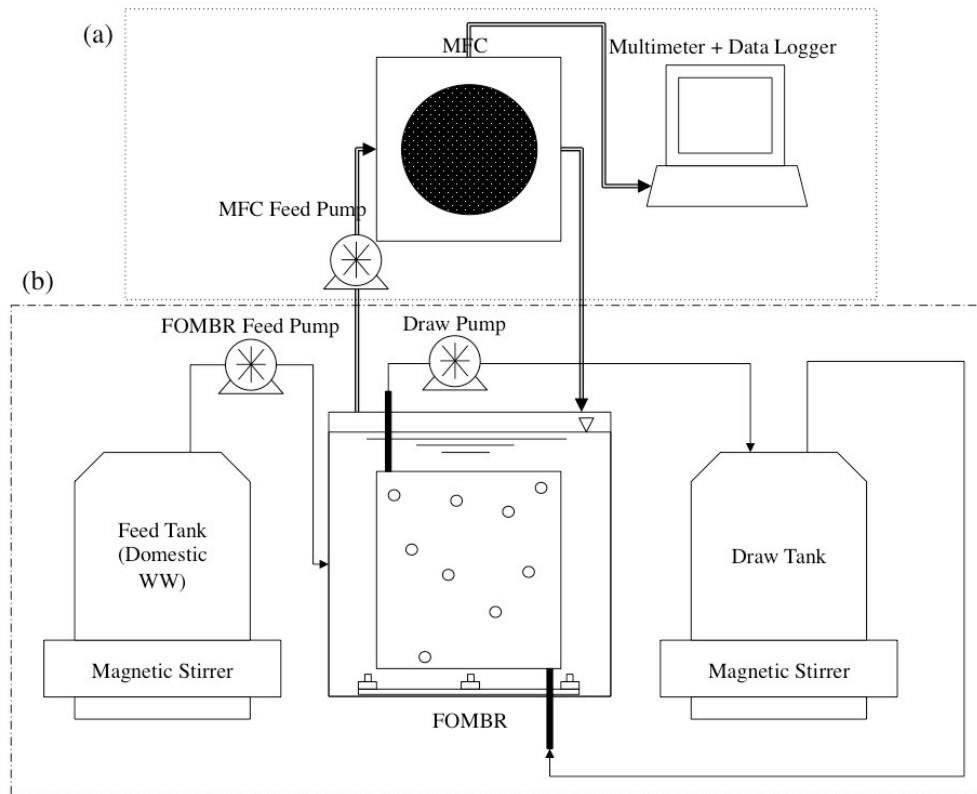 (a)
MFC
Multimeter + Data Logger
MFC Feed Pump
(b)
FOMBR Feed Pump
Draw Pump
Feed Tank
(Domestic
WW)
Draw Tank
Magnetic Stirrer
Magnetic Stirrer
FOMBR